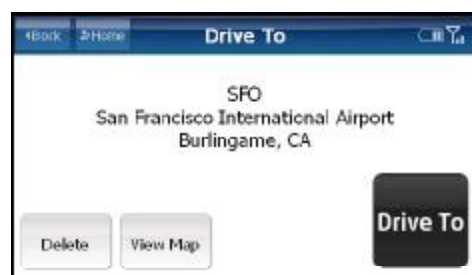 Back Home Drive To
SFO
San Francisco International Airport
Burlingame, CA
Drive To
Delete View Map